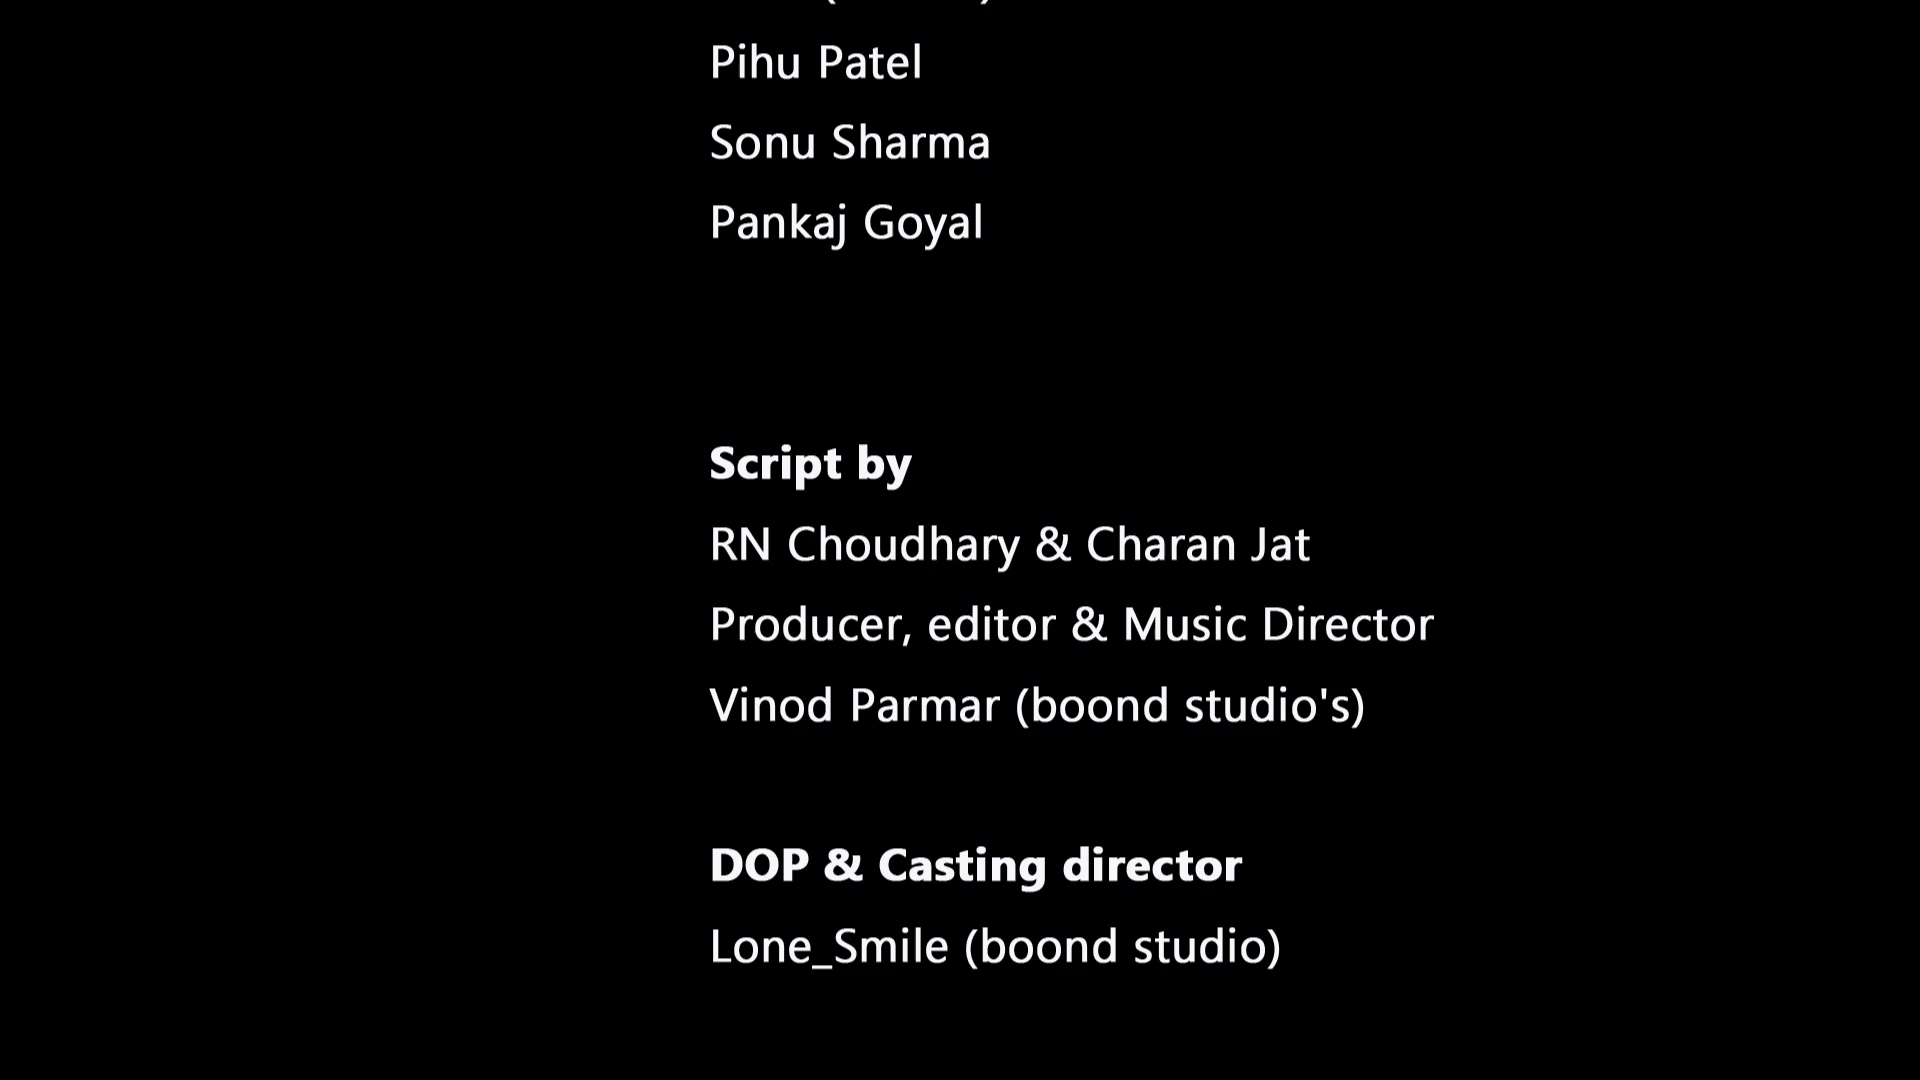 Pihu Patel
Sonu Sharma
Pankaj Goyal
Script by
RN Choudhary & Charan Jat
Producer, editor & Music Director
Vinod Parmar (boond studio's)
DOP & Casting director
Lone_Smile (boond studio)